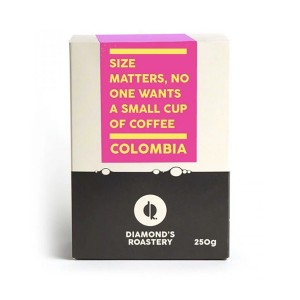 SIZE
MATTERS, NO
ONE WANTS
A SMALL CUP
OF COFFEE
COLOMBIA
DIAMOND'S
ROASTERY
250g